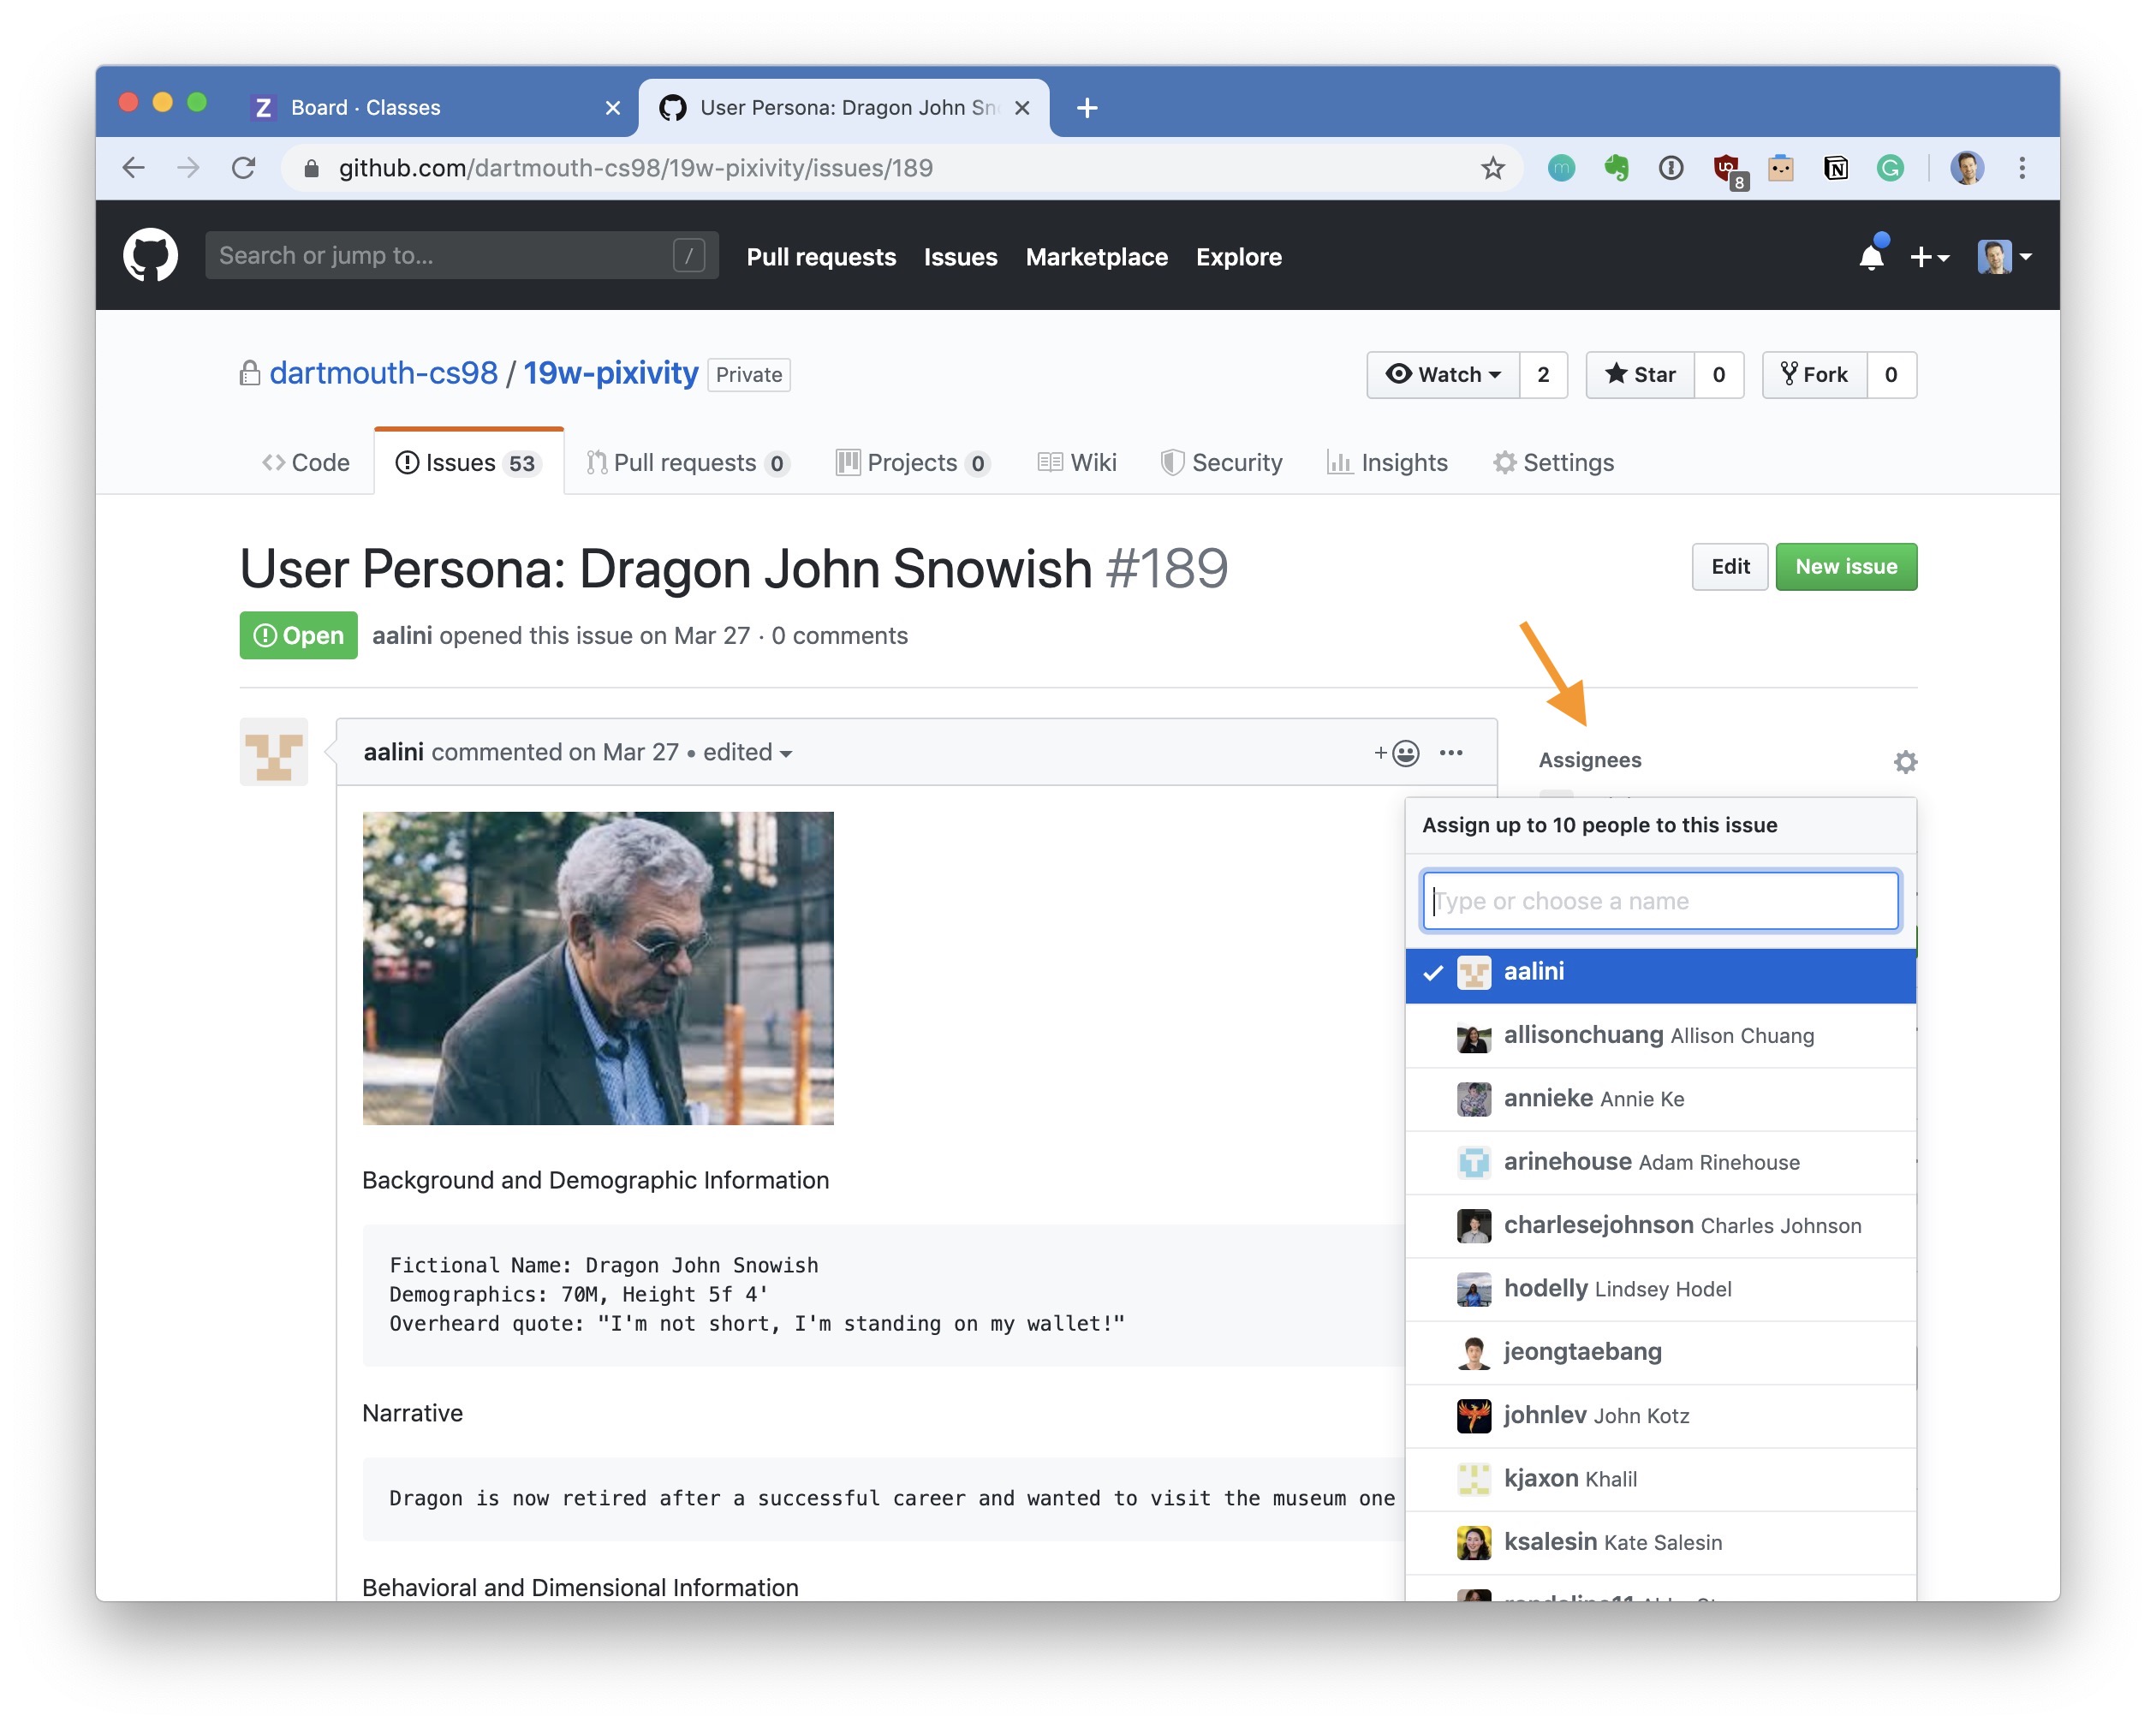 Board · Classes
User Persona: Dragon John Sn
github.com/dartmouth-cs98/19w-pixivity/issues/189
8
Search or jump to...
/
Pull requests Issues Marketplace Explore
dartmouth-cs98 / 19w-pixivity Private
Watch 2 Star 0 Fork 0
Code Issues 53 Pull requests 0 Projects 0 Wiki Security Insights Settings
User Persona: Dragon John Snowish #189
Edit New issue
Open aalini opened this issue on Mar 27 · 0 comments
aalini commented on Mar 27 • edited
Assignees
Assign up to 10 people to this issue
Type or choose a name
aalini
allisonchuang Allison Chuang
annieke Annie Ke
arinehouse Adam Rinehouse
charlesejohnson Charles Johnson
hodelly Lindsey Hodel
jeongtaebang
johnlev John Kotz
kjaxon Khalil
ksalesin Kate Salesin
Background and Demographic Information
Fictional Name: Dragon John Snowish
Demographics: 70M, Height 5f 4'
Overheard quote: "I'm not short, I'm standing on my wallet!"
Narrative
Dragon is now retired after a successful career and wanted to visit the museum one
Behavioral and Dimensional Information